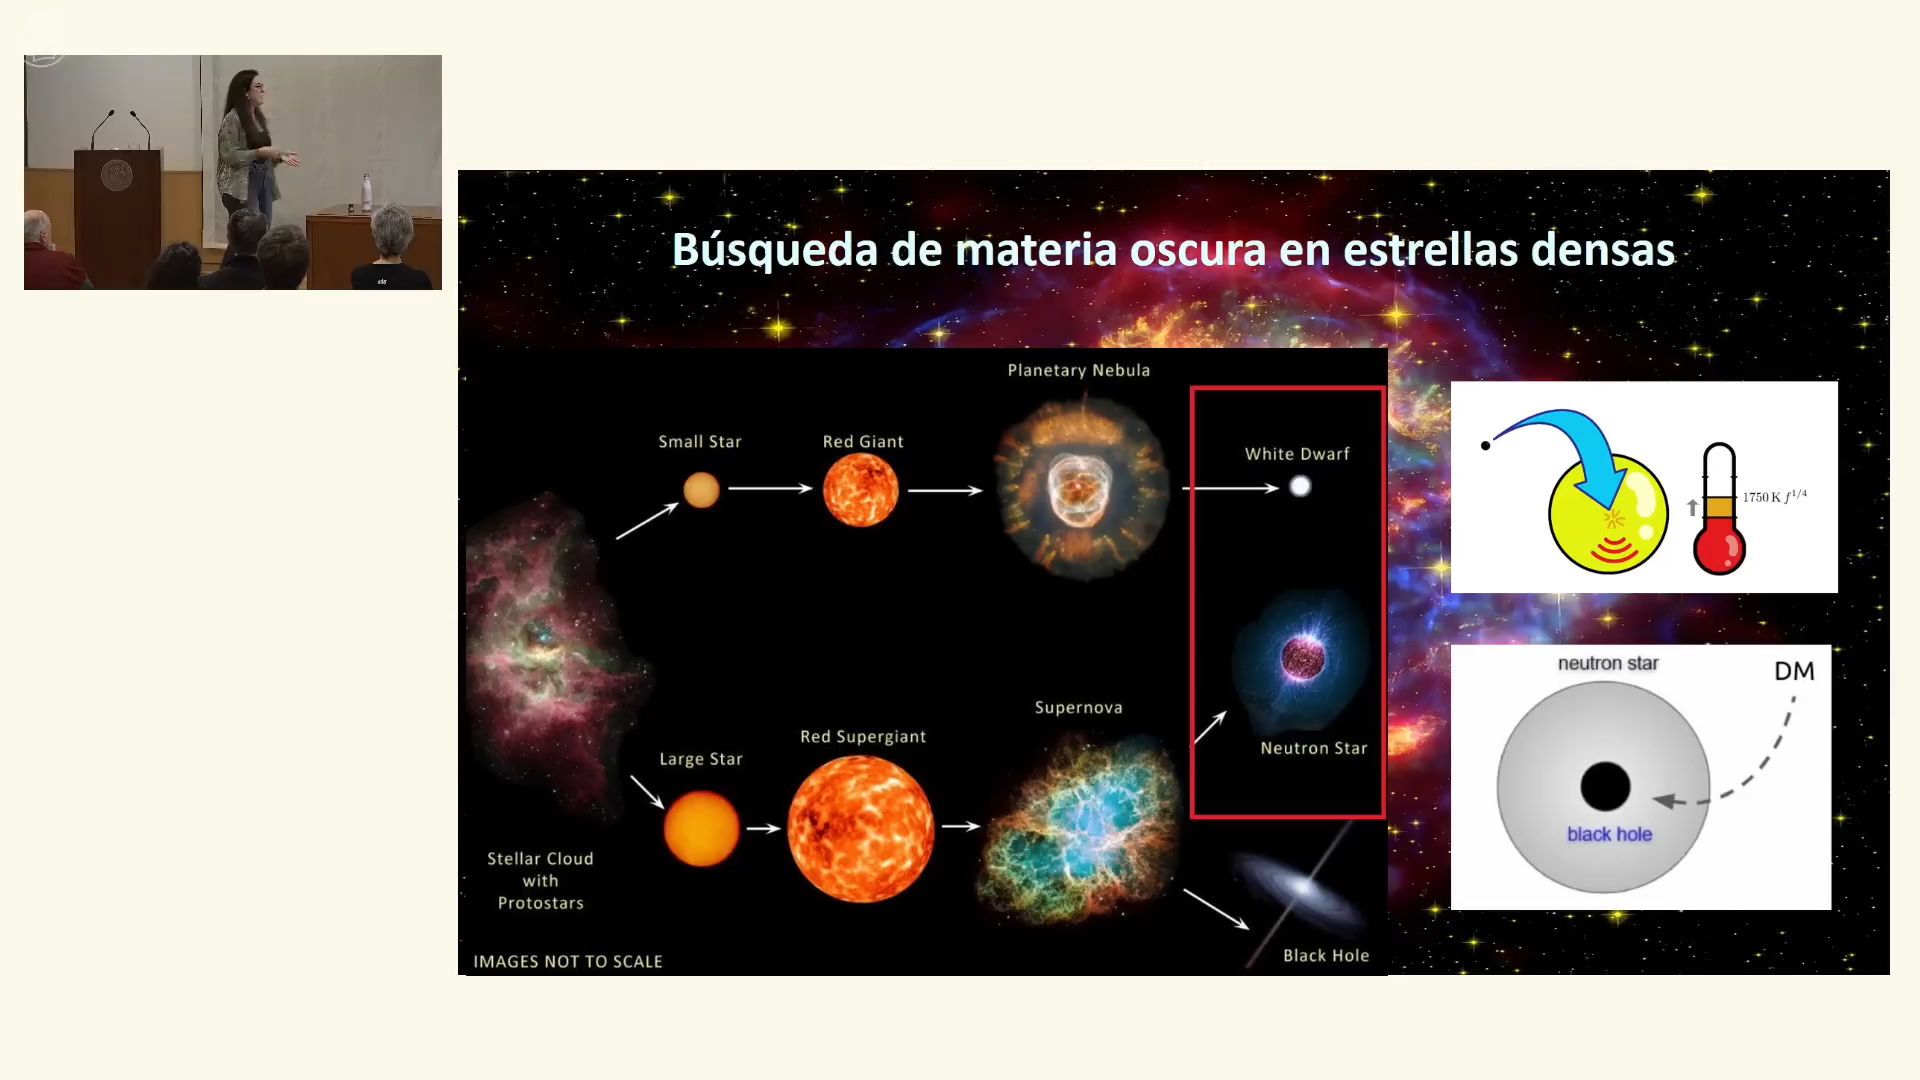 Búsqueda de materia oscura en estrellas densas
Planetary Nebula
Small Star
Red Giant
White Dwarf
1750 K f^{1/4}
Neutron Star
Supernova
Red Supergiant
Large Star
Stellar Cloud
with
Protostars
Black Hole
IMAGES NOT TO SCALE
neutron star
DM
black hole